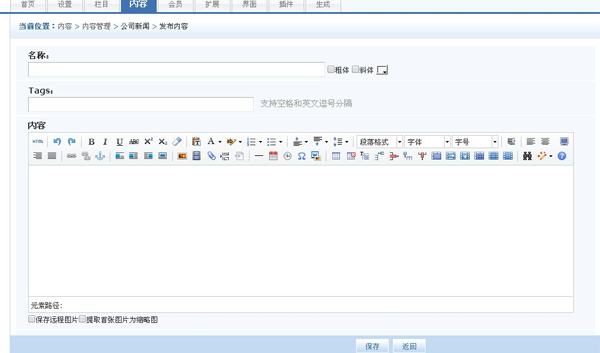 首页 设置 栏目 内容 会员 扩展 界面 插件 生成
当前位置：内容 > 内容管理 > 公司新闻 > 发布内容
名称：
粗体 斜体
Tags：
支持空格和英文逗号分隔
内容
HTML B I U ABC X² X₂ A 段落格式 字体 字号
元素路径：
保存远程图片 提取首张图片为缩略图
保存 返回